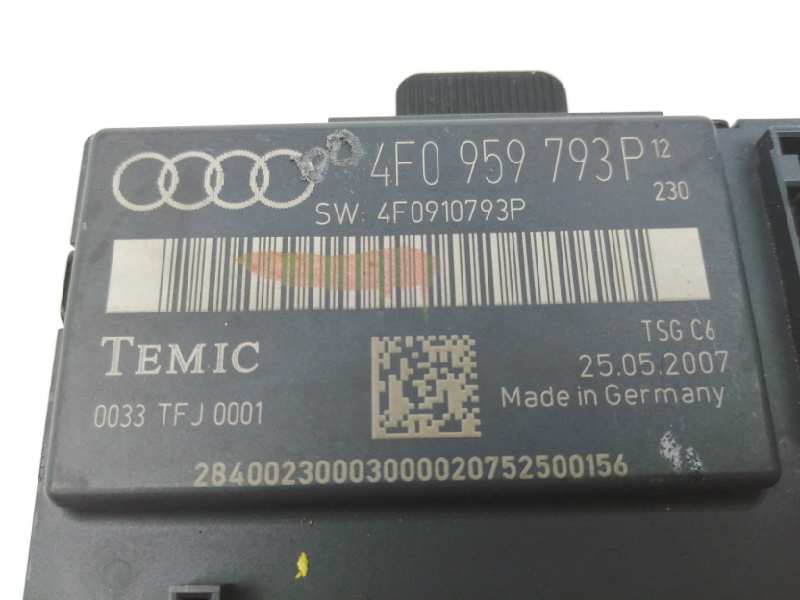 4F0 959 793P 12
230
SW: 4F0910793P
TEMIC
TSG C6
25.05.2007
0033 TFJ 0001
Made in Germany
28400230003000020752500156